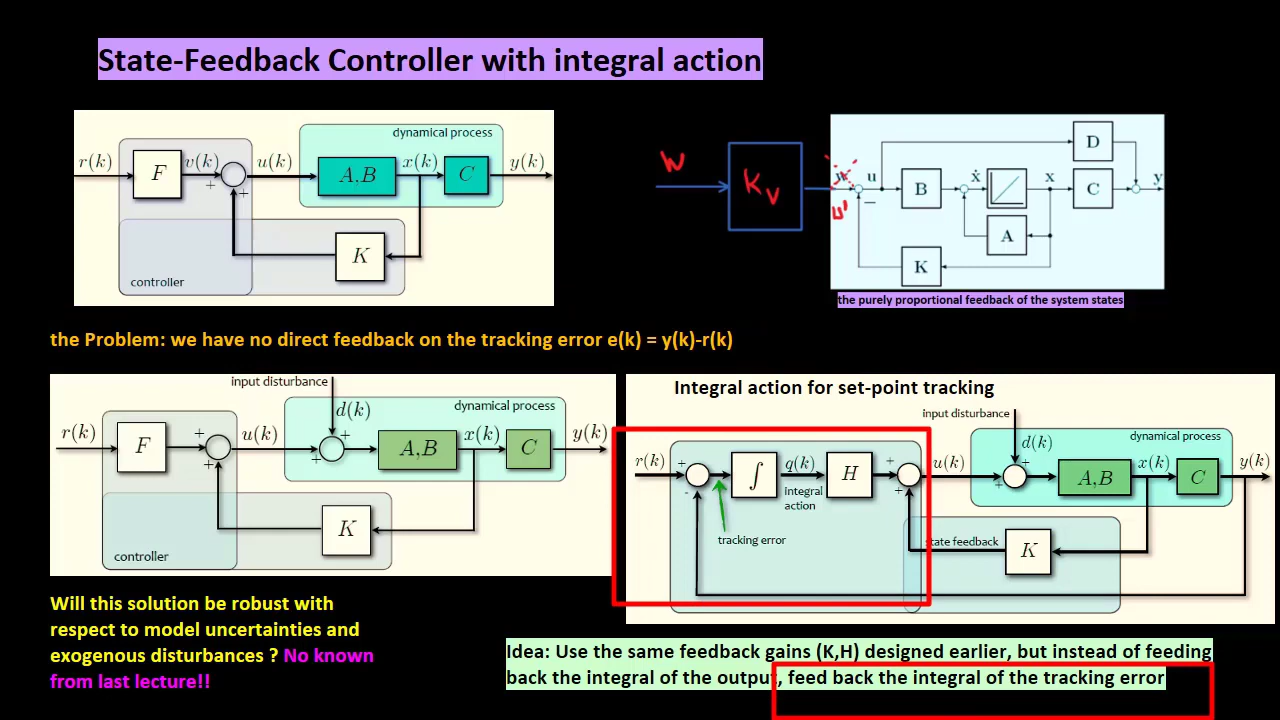 State-Feedback Controller with integral action
dynamical process
r(k) F v(k) + + u(k) A,B x(k) C y(k)
K
controller
w K_v w u'
D
u B ẋ x C y
−
A
K
the purely proportional feedback of the system states
the Problem: we have no direct feedback on the tracking error e(k) = y(k)-r(k)
input disturbance
d(k)
dynamical process
r(k) F + + u(k) + + A,B x(k) C y(k)
K
controller
Integral action for set-point tracking
input disturbance
d(k)
dynamical process
r(k) + - ∫ q(k) H + + u(k) + + A,B x(k) C y(k)
integral
action
tracking error
state feedback K
Will this solution be robust with
respect to model uncertainties and
exogenous disturbances ? No known
from last lecture!!
Idea: Use the same feedback gains (K,H) designed earlier, but instead of feeding
back the integral of the output, feed back the integral of the tracking error